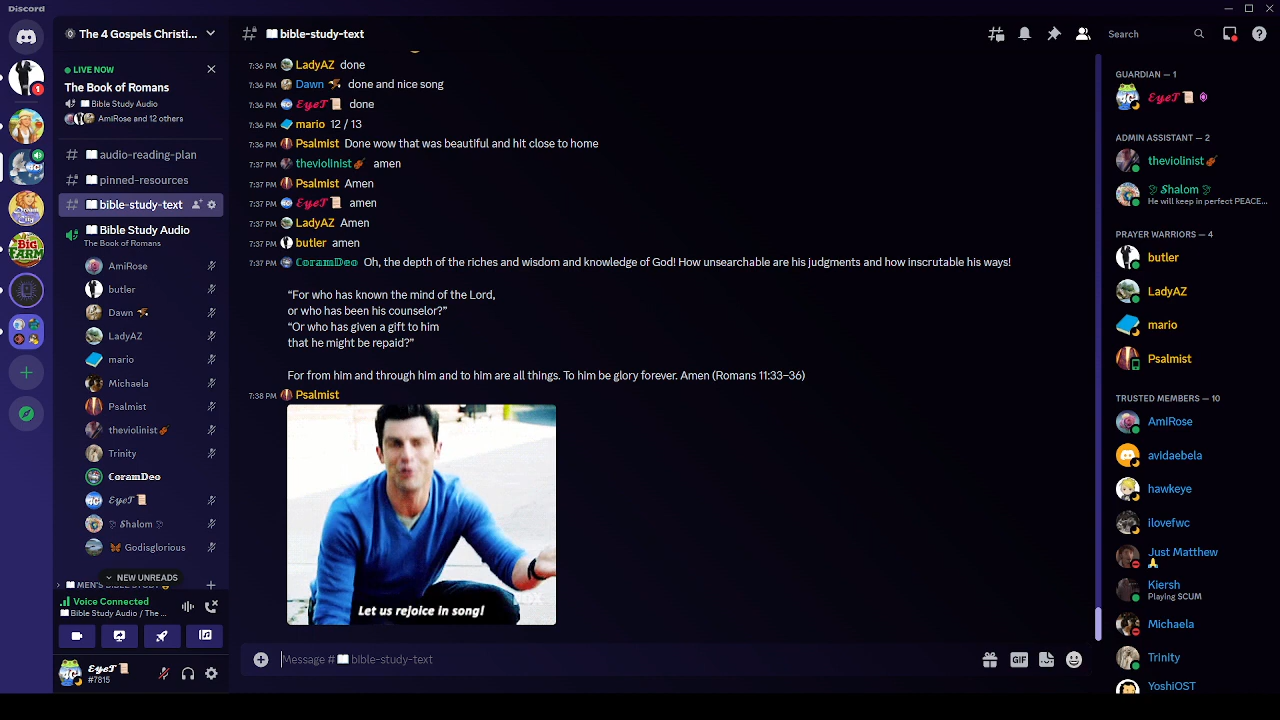 Discord
The 4 Gospels Christi...
LIVE NOW
The Book of Romans
Bible Study Audio
AmiRose and 12 others
audio-reading-plan
pinned-resources
bible-study-text
Bible Study Audio
The Book of Romans
AmiRose
butler
Dawn
LadyAZ
mario
Michaela
Psalmist
theviolinist
Trinity
CoramDeo
EyeT
Shalom
Godisglorious
NEW UNREADS
Voice Connected
Bible Study Audio / The ...
EyeT
#7815
bible-study-text
Search
7:36 PM LadyAZ done
7:36 PM Dawn done and nice song
7:36 PM EyeT done
7:36 PM mario 12 / 13
7:36 PM Psalmist Done wow that was beautiful and hit close to home
7:37 PM theviolinist amen
7:37 PM Psalmist Amen
7:37 PM EyeT amen
7:37 PM LadyAZ Amen
7:37 PM butler amen
7:37 PM CoramDeo Oh, the depth of the riches and wisdom and knowledge of God! How unsearchable are his judgments and how inscrutable his ways!
“For who has known the mind of the Lord,
or who has been his counselor?”
“Or who has given a gift to him
that he might be repaid?”
For from him and through him and to him are all things. To him be glory forever. Amen (Romans 11:33–36)
7:38 PM Psalmist
Let us rejoice in song!
Message # bible-study-text
GIF
GUARDIAN — 1
EyeT
ADMIN ASSISTANT — 2
theviolinist
Shalom
He will keep in perfect PEACE...
PRAYER WARRIORS — 4
butler
LadyAZ
mario
Psalmist
TRUSTED MEMBERS — 10
AmiRose
avidaebela
hawkeye
ilovefwc
Just Matthew
Kiersh
Playing SCUM
Michaela
Trinity
YoshiOST